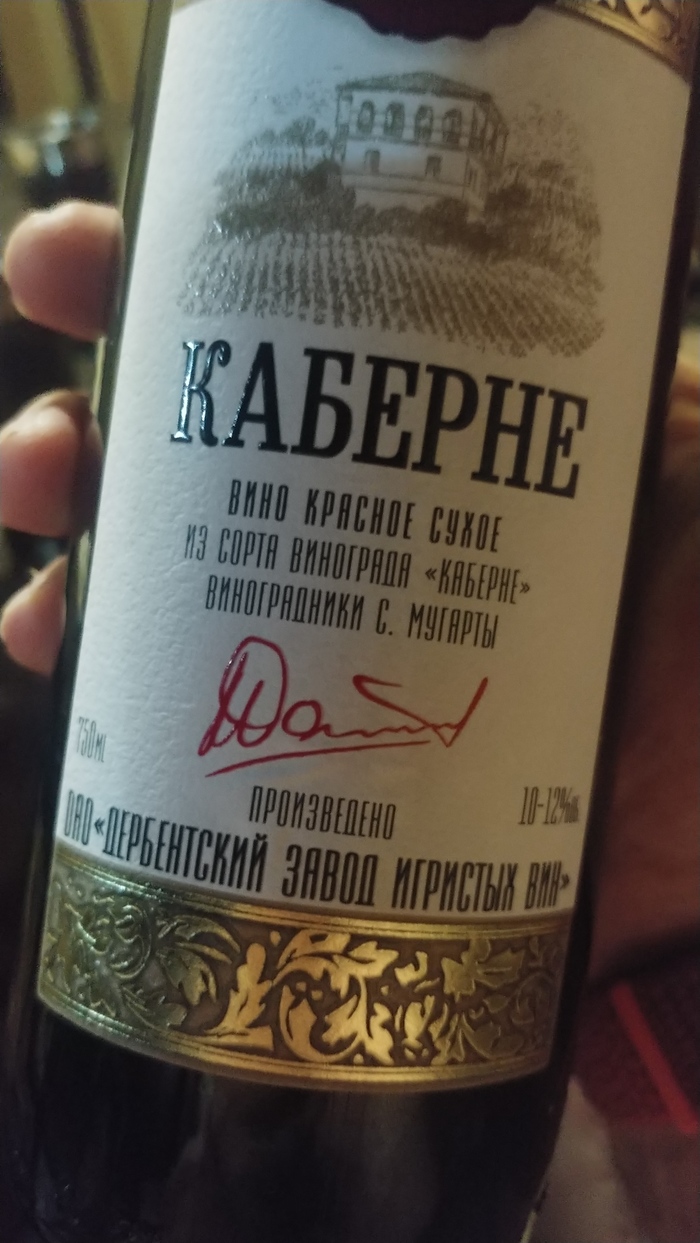 КАБЕРНЕ
ВИНО КРАСНОЕ СУХОЕ
ИЗ СОРТА ВИНОГРАДА «КАБЕРНЕ»
ВИНОГРАДНИКИ С. МУГАРТЫ
750мл
10-12%об.
ПРОИЗВЕДЕНО
ОАО «ДЕРБЕНТСКИЙ ЗАВОД ИГРИСТЫХ ВИН»